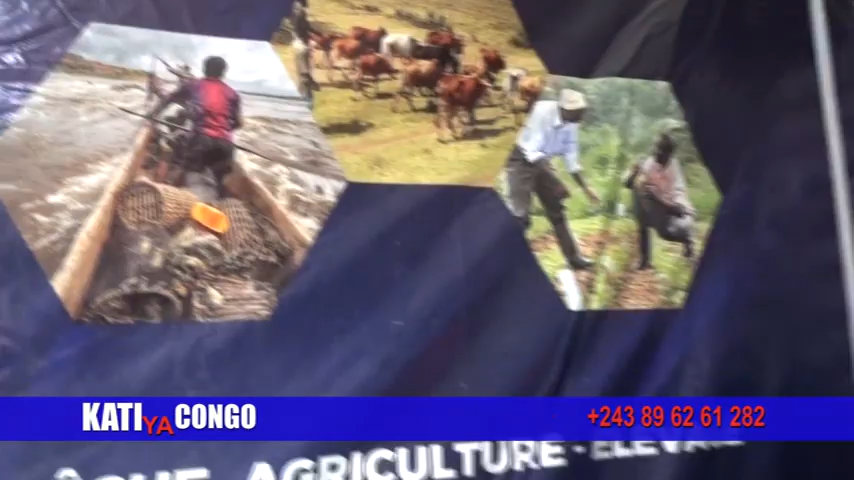 KATI YA CONGO
+243 89 62 61 282
AGRICULTURE -